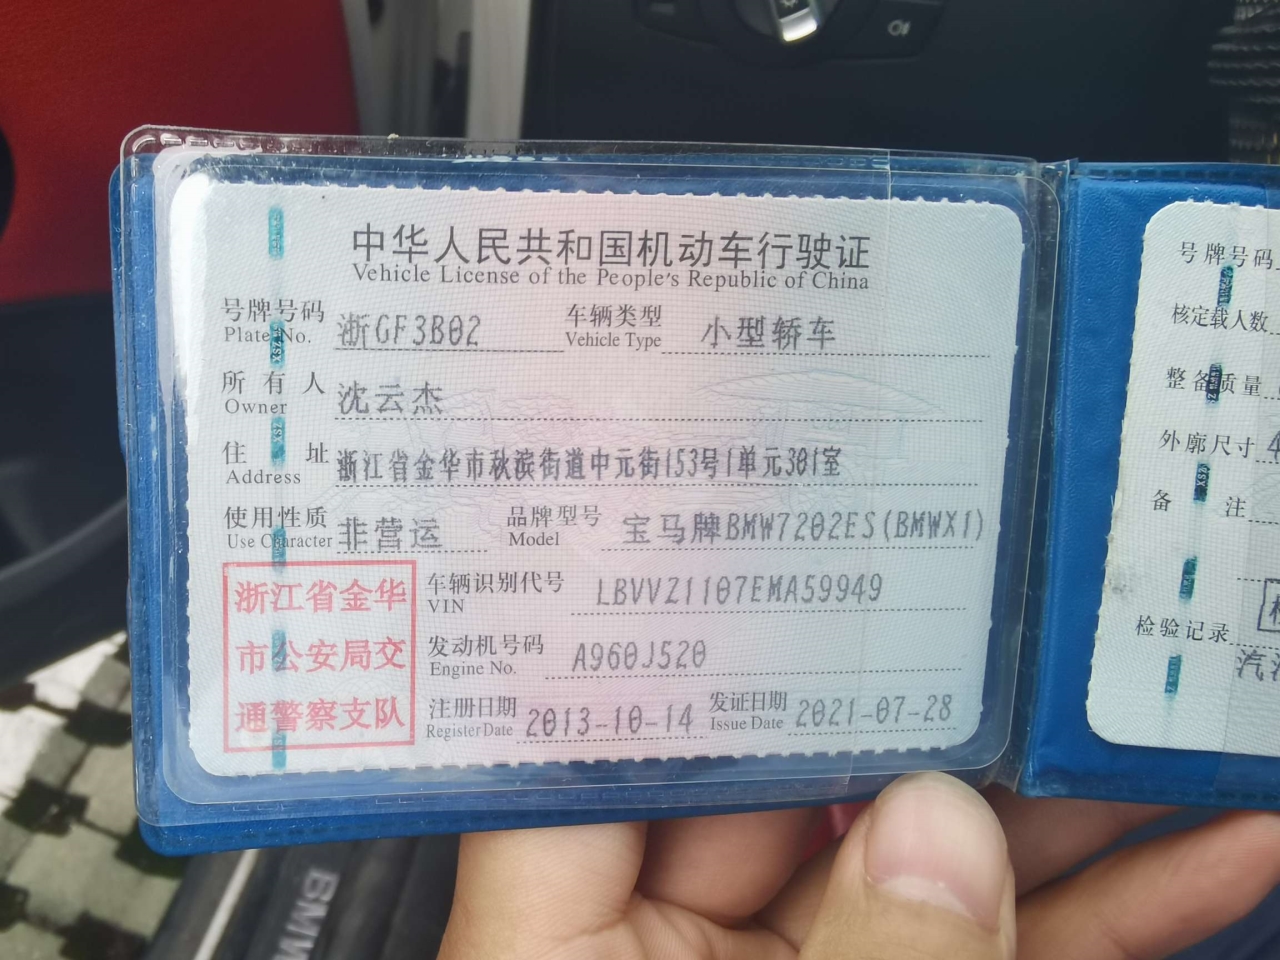 中华人民共和国机动车行驶证
Vehicle License of the People's Republic of China
号牌号码 浙GF3B02 车辆类型 小型轿车
Plate No. Vehicle Type
所有人 沈云杰
Owner
住址 浙江省金华市秋滨街道中元街153号1单元301室
Address
使用性质 非营运 品牌型号 宝马牌BMW7202ES(BMWX1)
Use Character Model
浙江省金华
市公安局交
通警察支队
车辆识别代号 LBVVZ1107EMA59949
VIN
发动机号码 A960J520
Engine No.
注册日期 2013-10-14 发证日期 2021-07-28
Register Date Issue Date
号牌号码
核定载人数
整备质量
外廓尺寸 4
备注
检验记录
汽
BMW